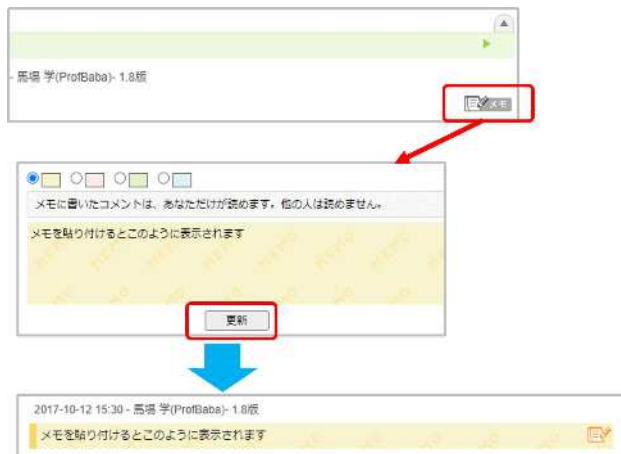 - 馬場 学(ProfBaba)- 1.8版
メモ
メモに書いたコメントは、あなただけが読めます。他の人は読めません。
メモを貼り付けるとこのように表示されます
更新
2017-10-12 15:30 - 馬場 学(ProfBaba)- 1.8版
メモを貼り付けるとこのように表示されます